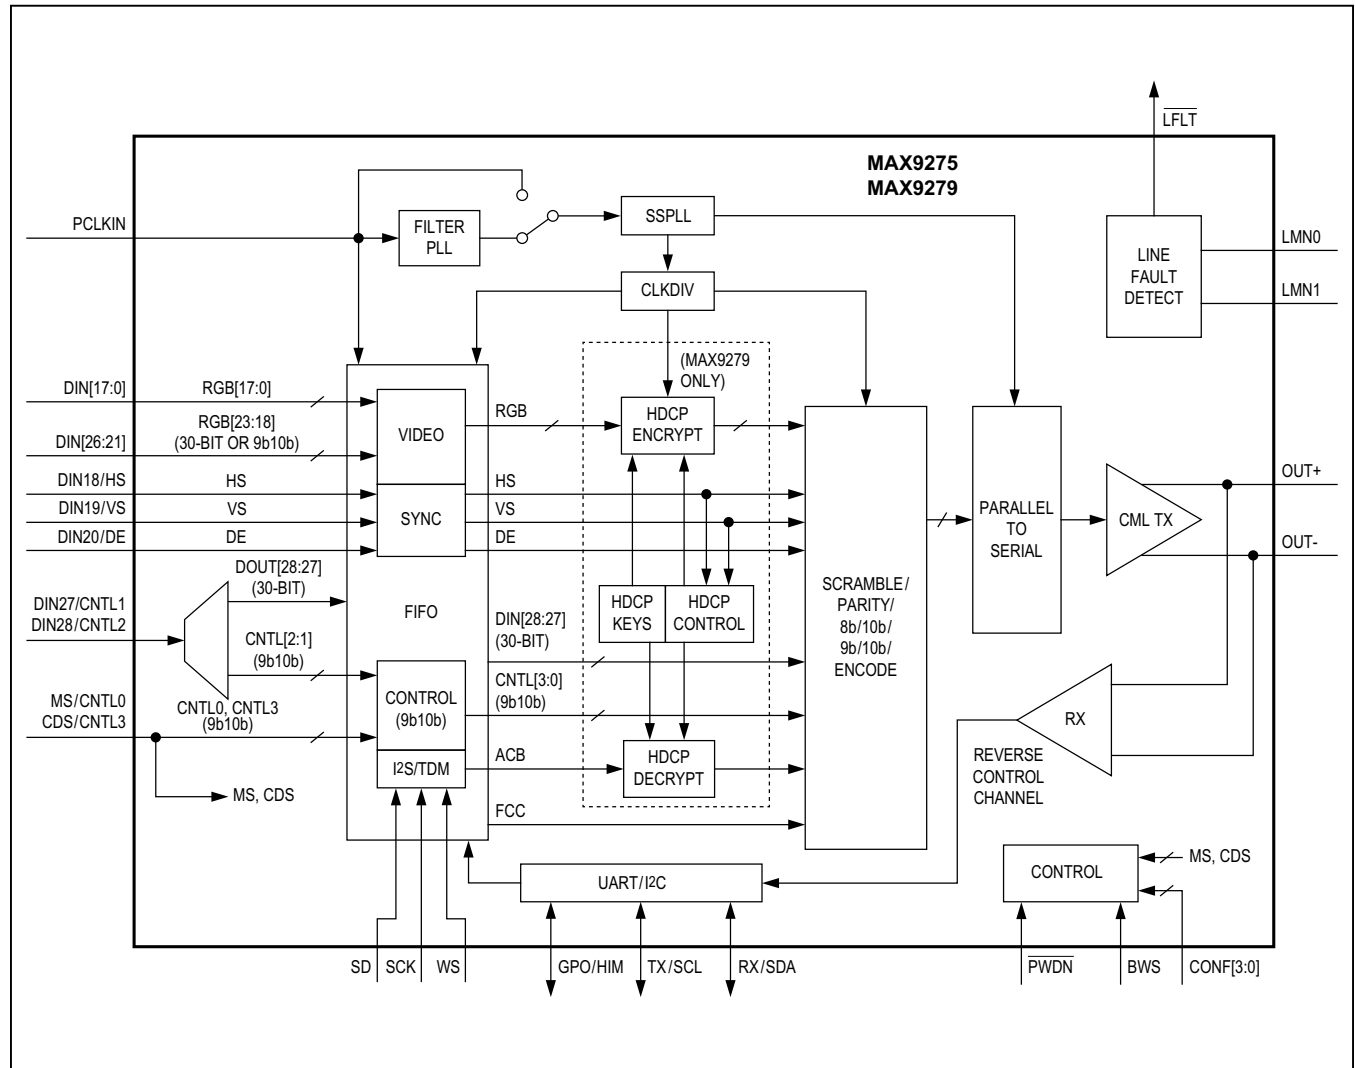 LFLT
MAX9275
MAX9279
PCLKIN
FILTER
PLL
SSPLL
CLKDIV
LINE
FAULT
DETECT
LMN0
LMN1
(MAX9279
ONLY)
DIN[17:0]
RGB[17:0]
DIN[26:21]
RGB[23:18]
(30-BIT OR 9b10b)
VIDEO
RGB
HDCP
ENCRYPT
DIN18/HS
HS
HS
DIN19/VS
VS
SYNC
VS
DIN20/DE
DE
DE
DOUT[28:27]
(30-BIT)
DIN27/CNTL1
DIN28/CNTL2
CNTL[2:1]
(9b10b)
FIFO
HDCP
KEYS
HDCP
CONTROL
DIN[28:27]
(30-BIT)
MS/CNTL0
CDS/CNTL3
CNTL0, CNTL3
(9b10b)
CONTROL
(9b10b)
CNTL[3:0]
(9b10b)
MS, CDS
I2S/TDM
ACB
HDCP
DECRYPT
FCC
SCRAMBLE/
PARITY/
8b/10b/
9b/10b/
ENCODE
PARALLEL
TO
SERIAL
CML TX
OUT+
OUT-
RX
REVERSE
CONTROL
CHANNEL
UART/I2C
CONTROL
MS, CDS
SD
SCK
WS
GPO/HIM
TX/SCL
RX/SDA
PWDN
BWS
CONF[3:0]